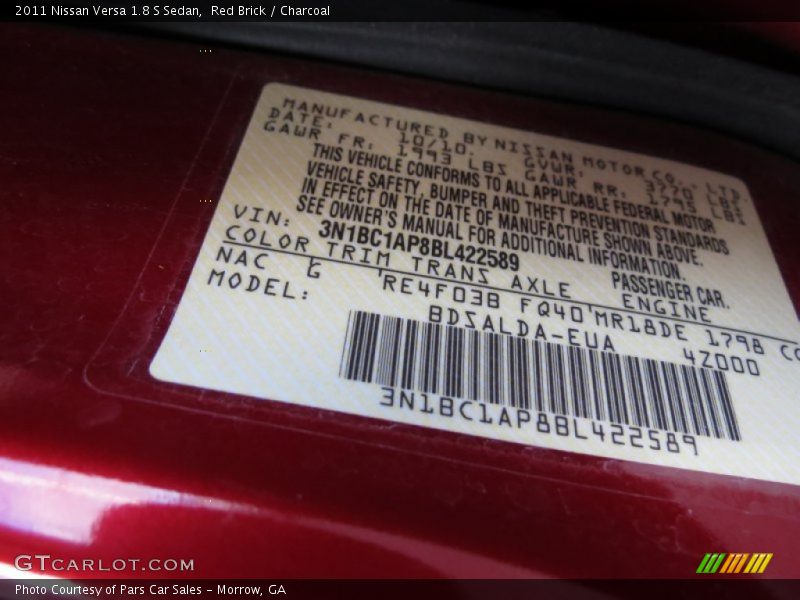 2011 Nissan Versa 1.8 S Sedan, Red Brick / Charcoal
MANUFACTURED BY NISSAN MOTOR CO., LTD.
DATE: 10/10. GVWR: 3770 LBS
GAWR FR: 1993 LBS GAWR RR: 1795 LBS
THIS VEHICLE CONFORMS TO ALL APPLICABLE FEDERAL MOTOR
VEHICLE SAFETY, BUMPER AND THEFT PREVENTION STANDARDS
IN EFFECT ON THE DATE OF MANUFACTURE SHOWN ABOVE.
SEE OWNER'S MANUAL FOR ADDITIONAL INFORMATION.
VIN: 3N1BC1AP8BL422589 PASSENGER CAR.
COLOR TRIM TRANS AXLE ENGINE
NAC G RE4F03B FQ40 MR18DE 1798 CC
MODEL: BDSALDA-EUA 4Z000
3N1BC1AP8BL422589
GTCARLOT.COM
Photo Courtesy of Pars Car Sales - Morrow, GA